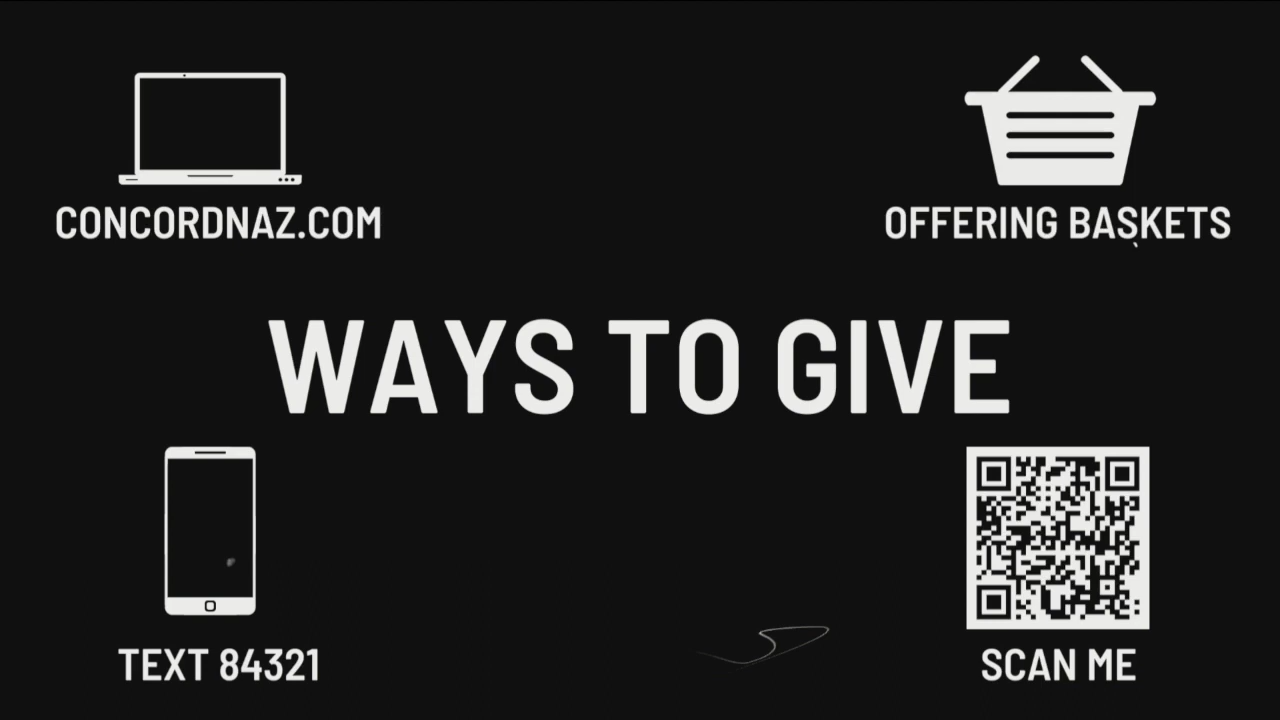 CONCORDNAZ.COM
OFFERING BASKETS
WAYS TO GIVE
TEXT 84321
SCAN ME